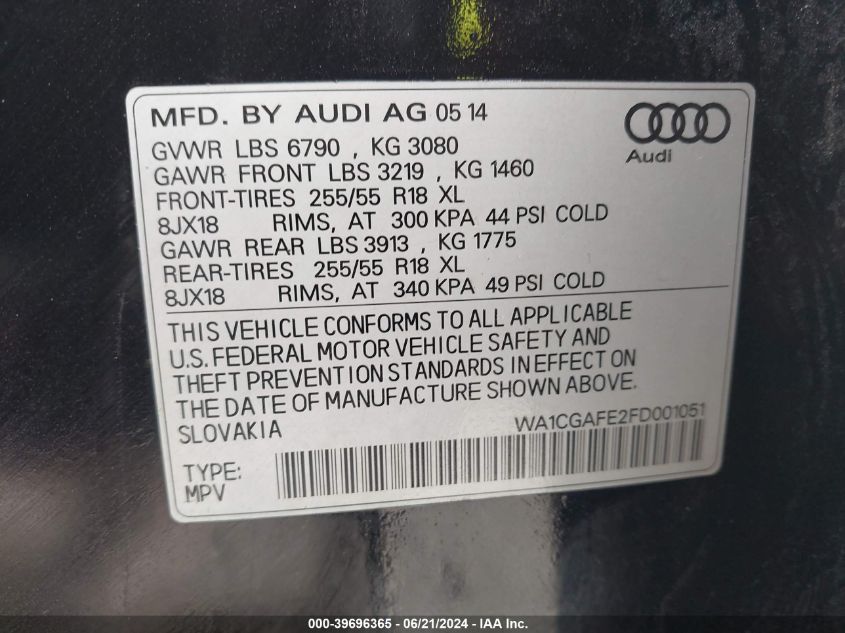 MFD. BY AUDI AG 05 14
Audi
GVWR LBS 6790 , KG 3080
GAWR FRONT LBS 3219 , KG 1460
FRONT-TIRES 255/55 R18 XL
8JX18 RIMS, AT 300 KPA 44 PSI COLD
GAWR REAR LBS 3913 , KG 1775
REAR-TIRES 255/55 R18 XL
8JX18 RIMS, AT 340 KPA 49 PSI COLD
THIS VEHICLE CONFORMS TO ALL APPLICABLE
U.S. FEDERAL MOTOR VEHICLE SAFETY AND
THEFT PREVENTION STANDARDS IN EFFECT ON
THE DATE OF MANUFACTURE SHOWN ABOVE.
SLOVAKIA
WA1CGAFE2FD001051
TYPE:
MPV
000-39696365 - 06/21/2024 - IAA Inc.